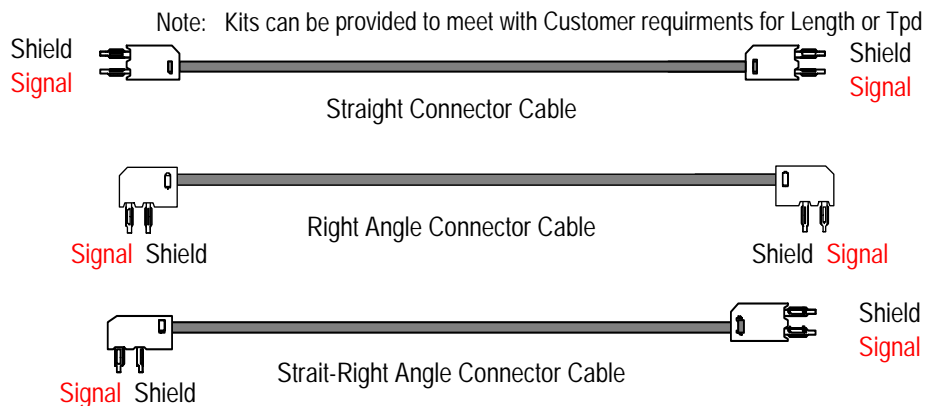 Note: Kits can be provided to meet with Customer requirments for Length or Tpd
Shield Shield
Signal Signal
Straight Connector Cable
Right Angle Connector Cable
Signal Shield Shield Signal
Shield
Signal
Strait-Right Angle Connector Cable
Signal Shield